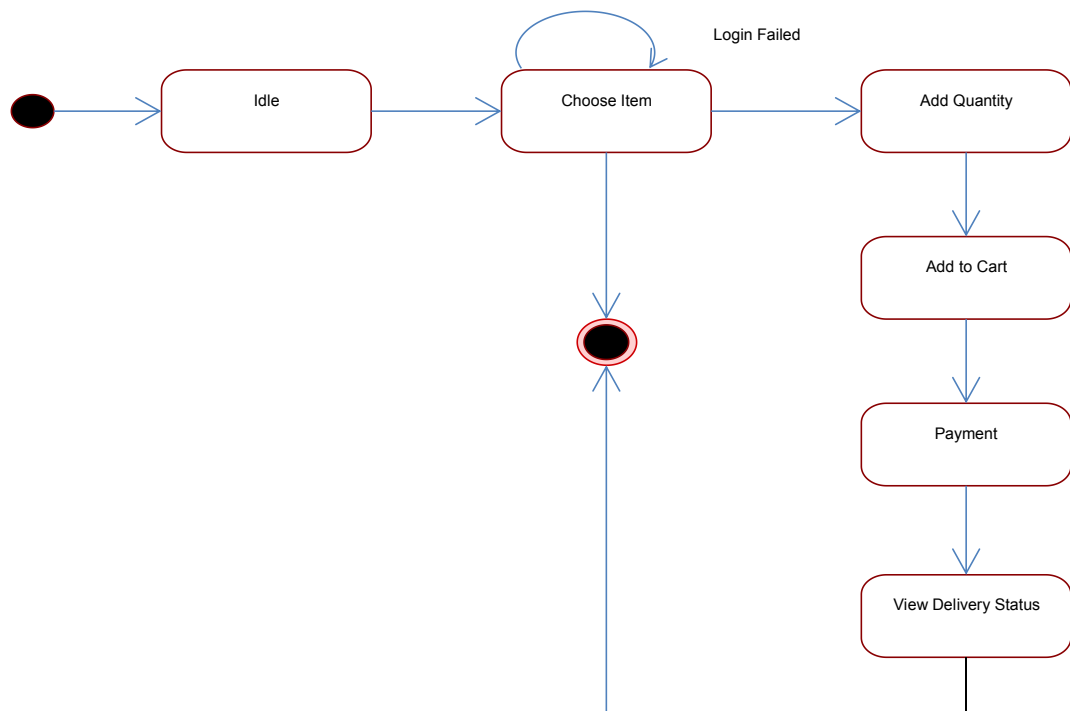 Login Failed
Idle
Choose Item
Add Quantity
Add to Cart
Payment
View Delivery Status